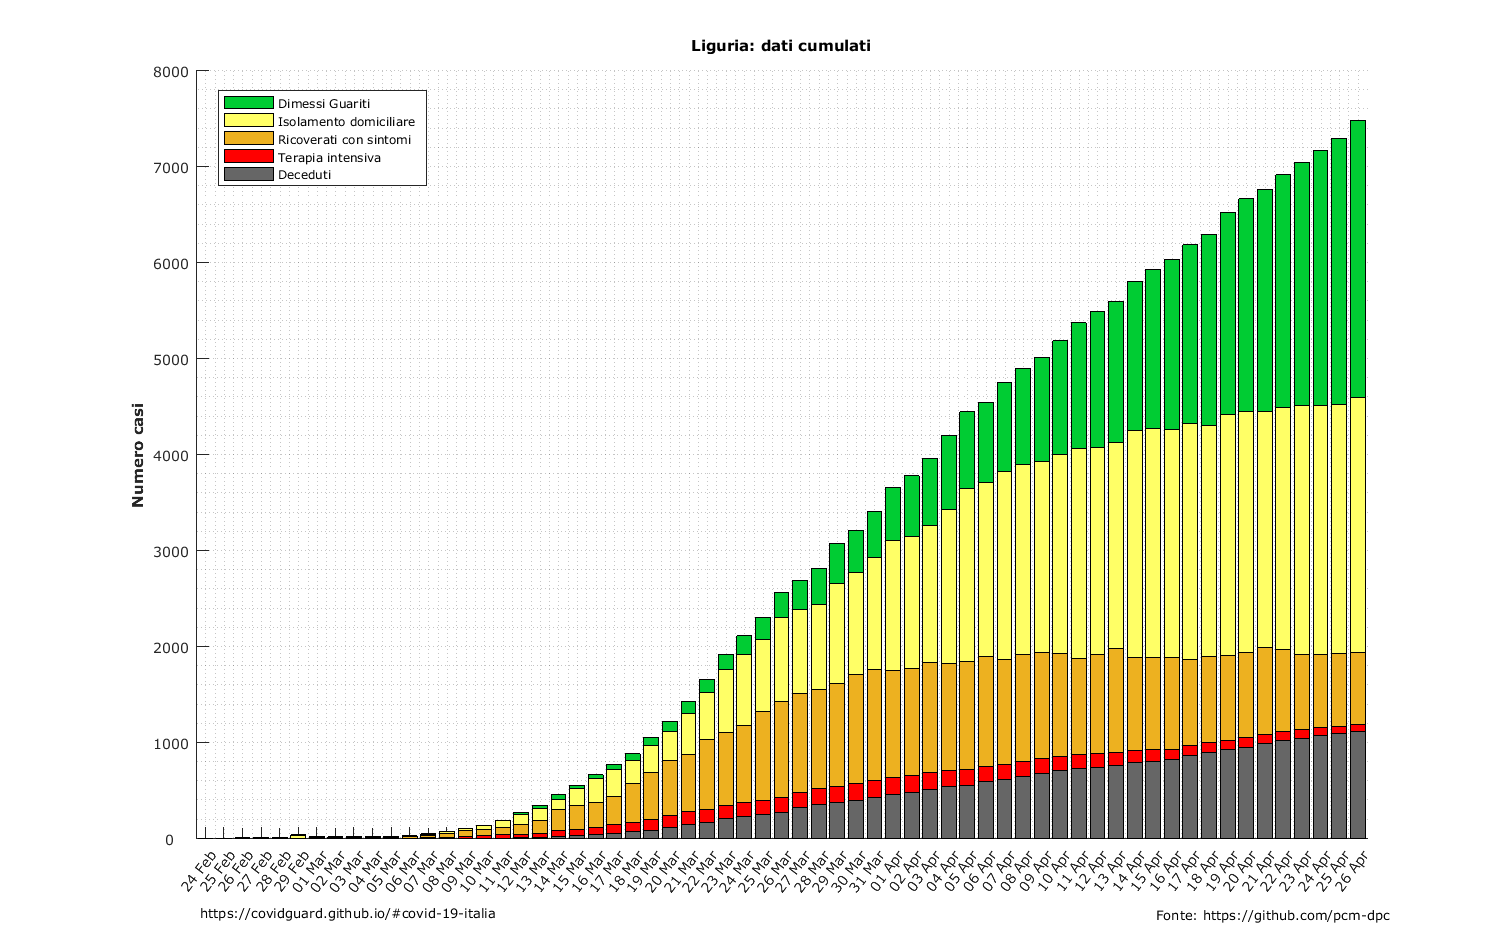 Liguria: dati cumulati
8000
7000
6000
5000
4000
3000
2000
1000
0
Numero casi
Dimessi Guariti
Isolamento domiciliare
Ricoverati con sintomi
Terapia intensiva
Deceduti
24 Feb
25 Feb
26 Feb
27 Feb
28 Feb
29 Feb
01 Mar
02 Mar
03 Mar
04 Mar
05 Mar
06 Mar
07 Mar
08 Mar
09 Mar
10 Mar
11 Mar
12 Mar
13 Mar
14 Mar
15 Mar
16 Mar
17 Mar
18 Mar
19 Mar
20 Mar
21 Mar
22 Mar
23 Mar
24 Mar
25 Mar
26 Mar
27 Mar
28 Mar
29 Mar
30 Mar
31 Mar
01 Apr
02 Apr
03 Apr
04 Apr
05 Apr
06 Apr
07 Apr
08 Apr
09 Apr
10 Apr
11 Apr
12 Apr
13 Apr
14 Apr
15 Apr
16 Apr
17 Apr
18 Apr
19 Apr
20 Apr
21 Apr
22 Apr
23 Apr
24 Apr
25 Apr
26 Apr
https://covidguard.github.io/#covid-19-italia
Fonte: https://github.com/pcm-dpc